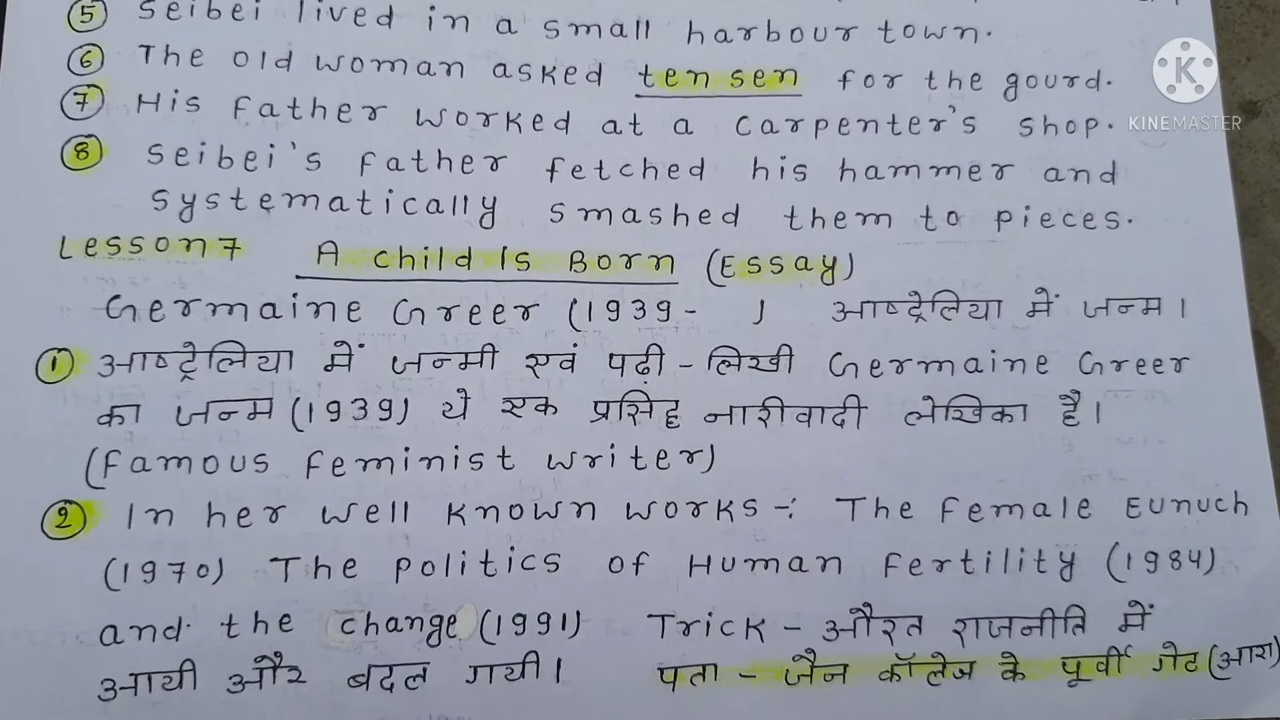 ⑤ Seibei lived in a small harbour town.
⑥ The old woman asked ten sen for the gourd.
⑦ His Father worked at a carpenter's shop.
KINEMASTER
⑧ Seibei's Father fetched his hammer and
systematically smashed them to pieces.
Lesson 7 A Child Is Born (Essay)
Germaine Greer (1939 - ) आष्ट्रेलिया में जन्म।
① आष्ट्रेलिया में जन्मी एवं पढ़ी - लिखी Germaine Greer
का जन्म (1939) ये एक प्रसिद्ध नारीवादी लेखिका है।
(Famous Feminist writer)
② In her well known works -: The Female Eunuch
(1970) The Politics of Human Fertility (1984)
and the change (1991) Trick - औरत राजनीति में
आयी और बदल गयी। पता - जैन कॉलेज के पूर्वी गेट (आरा)